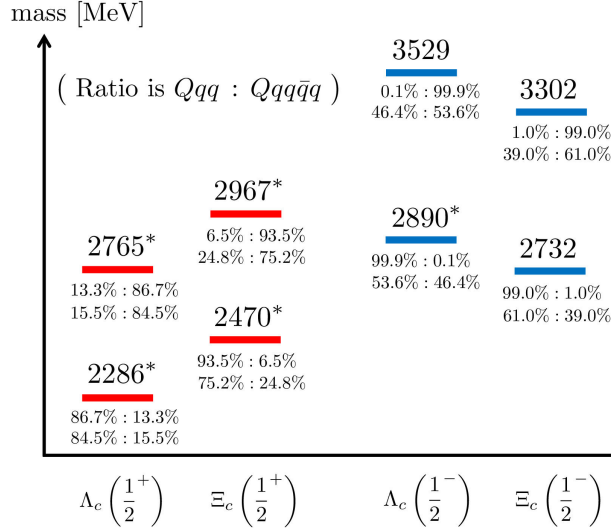 mass [MeV]
( Ratio is Qqq : Qqqq̄q )
3529
0.1% : 99.9%
46.4% : 53.6%
3302
1.0% : 99.0%
39.0% : 61.0%
2967*
6.5% : 93.5%
24.8% : 75.2%
2890*
99.9% : 0.1%
53.6% : 46.4%
2765*
13.3% : 86.7%
15.5% : 84.5%
2732
99.0% : 1.0%
61.0% : 39.0%
2470*
93.5% : 6.5%
75.2% : 24.8%
2286*
86.7% : 13.3%
84.5% : 15.5%
Λc (1/2⁺) Ξc (1/2⁺) Λc (1/2⁻) Ξc (1/2⁻)